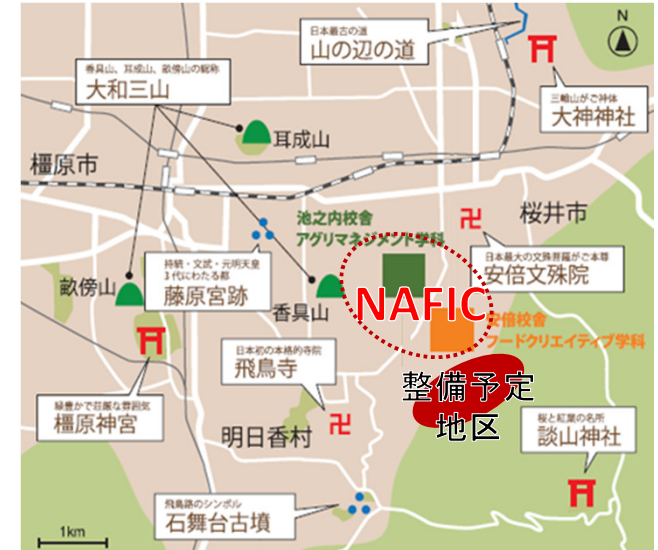 日本最古の道
山の辺の道
N
香具山、耳成山、畝傍山の総称
大和三山
三輪山がご神体
大神神社
耳成山
橿原市
池之内校舎
アグリマネジメント学科
桜井市
日本最大の文殊菩薩がご本尊
安倍文殊院
持統・文武・元明天皇
3代にわたる都
藤原宮跡
畝傍山
香具山
NAFIC
安倍校舎
フードクリエイティブ学科
日本初の本格的寺院
飛鳥寺
整備予定
地区
緑豊かで荘厳な雰囲気
橿原神宮
明日香村
桜と紅葉の名所
談山神社
飛鳥路のシンボル
石舞台古墳
1km